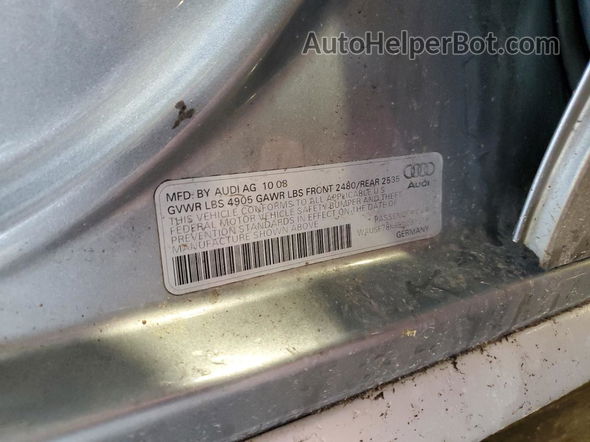 AutoHelperBot.com
MFD. BY AUDI AG 10 08
GVWR LBS 4905 GAWR LBS FRONT 2480/REAR 2535
THIS VEHICLE CONFORMS TO ALL APPLICABLE U.S.
FEDERAL MOTOR VEHICLE SAFETY BUMPER AND THEFT
PREVENTION STANDARDS IN EFFECT ON THE DATE OF
MANUFACTURE SHOWN ABOVE
Audi
PASSENGER
GERMANY